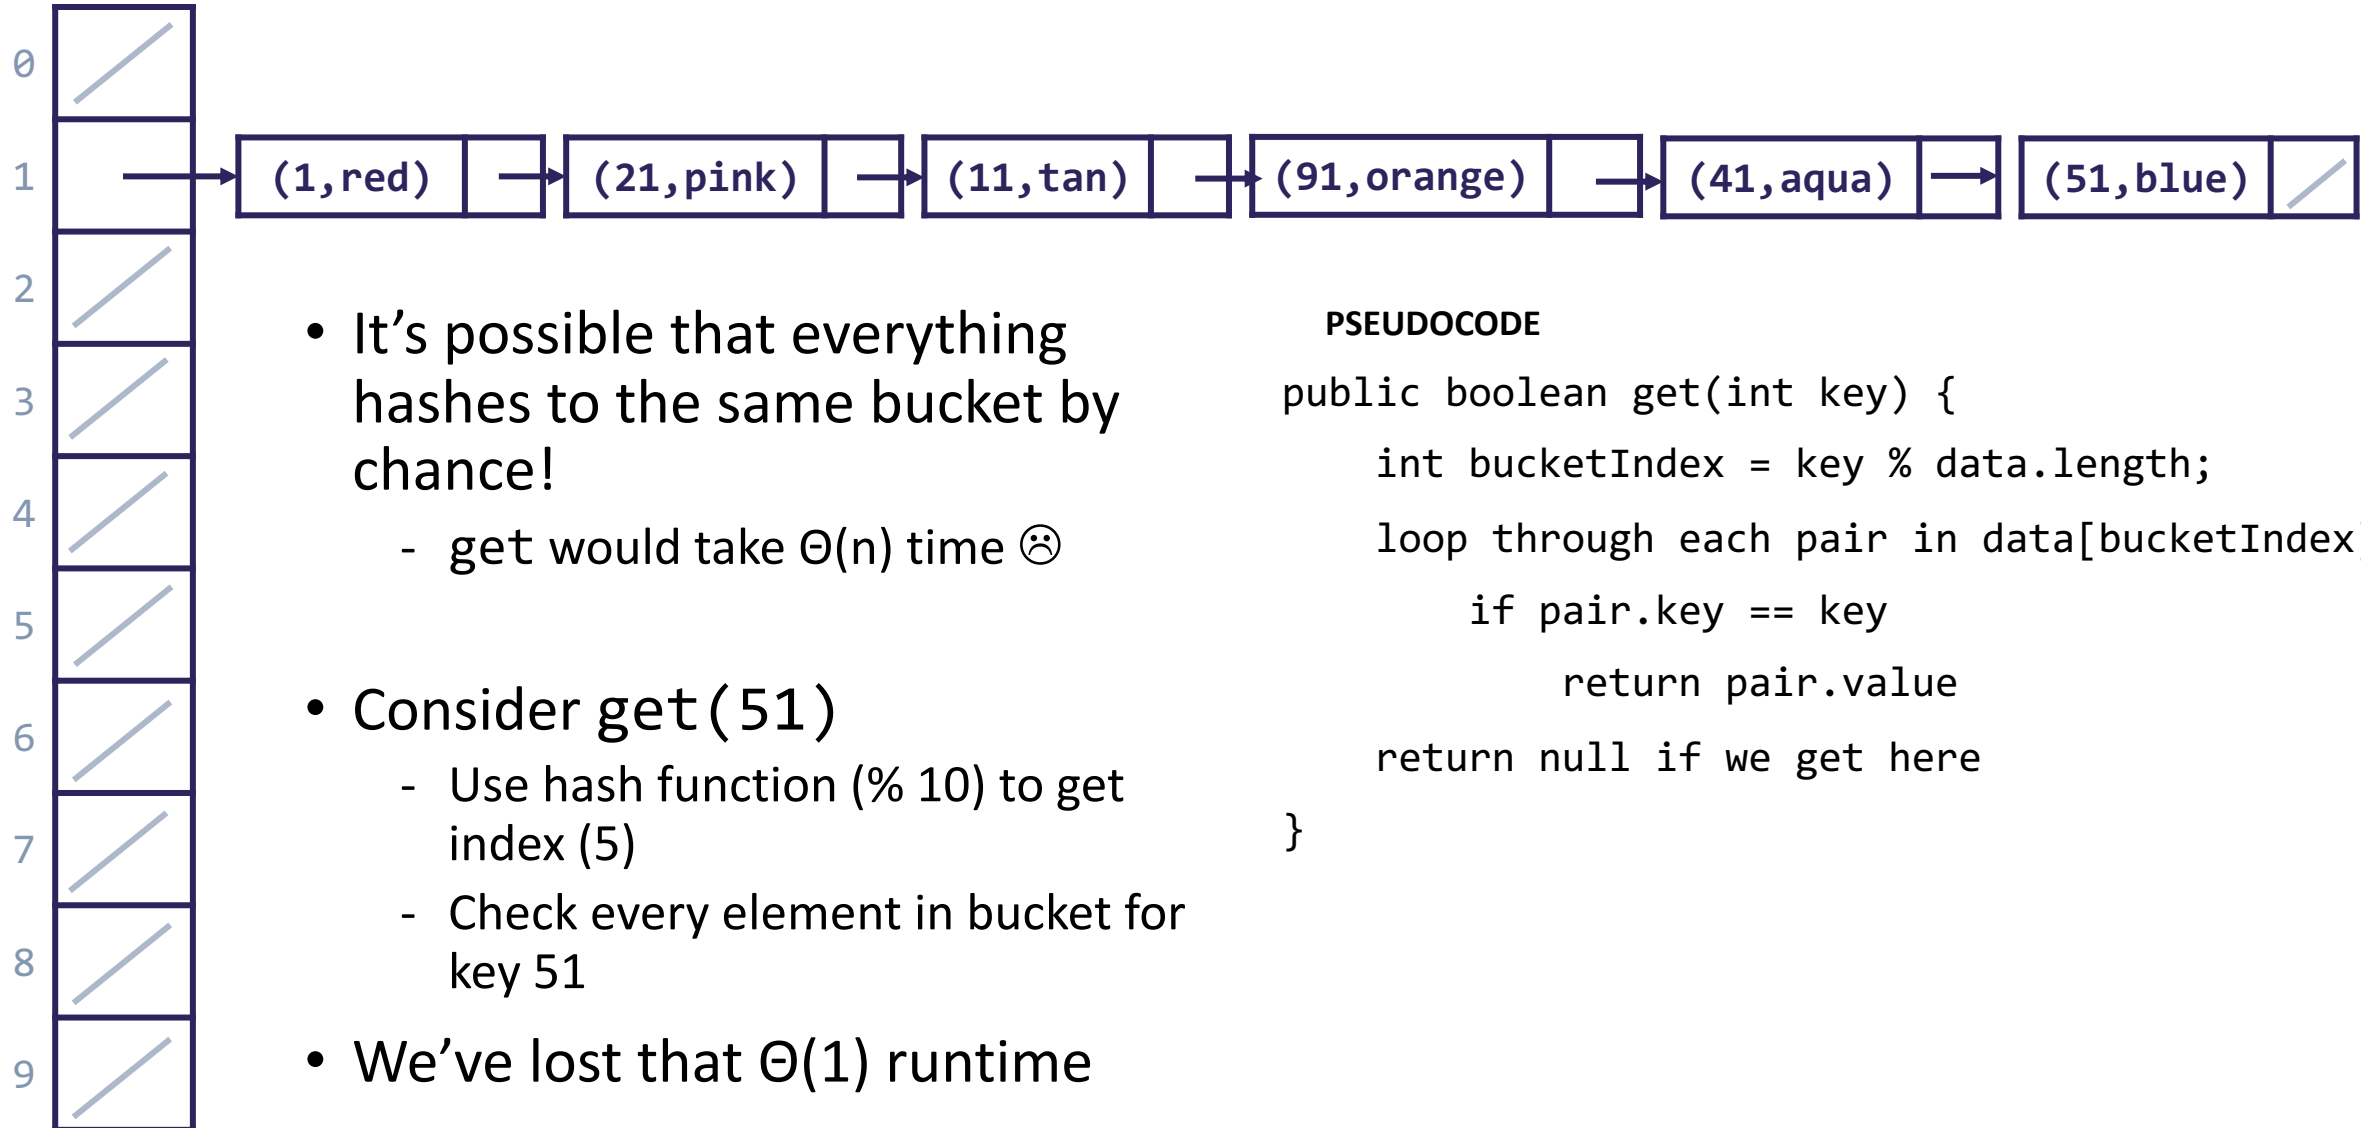 0
1
(1,red)
(21,pink)
(11,tan)
(91,orange)
(41,aqua)
(51,blue)
2
3
4
5
6
7
8
9
• It’s possible that everything
hashes to the same bucket by
chance!
- get would take Θ(n) time ☹
• Consider get(51)
- Use hash function (% 10) to get
index (5)
- Check every element in bucket for
key 51
• We’ve lost that Θ(1) runtime
PSEUDOCODE
public boolean get(int key) {
int bucketIndex = key % data.length;
loop through each pair in data[bucketIndex]
if pair.key == key
return pair.value
return null if we get here
}